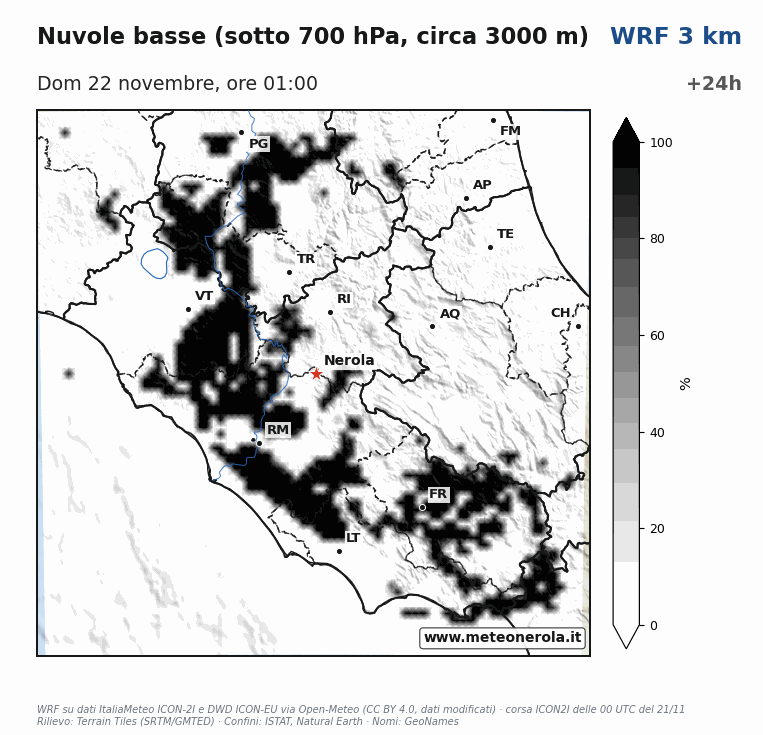 Nuvole basse (sotto 700 hPa, circa 3000 m) WRF 3 km
Dom 22 novembre, ore 01:00 +24h
FM
PG
100
AP
TE
80
TR
VT
RI
AQ
CH
60
Nerola
%
40
RM
FR
20
LT
0
www.meteonerola.it
WRF su dati ItaliaMeteo ICON-2I e DWD ICON-EU via Open-Meteo (CC BY 4.0, dati modificati) · corsa ICON2I delle 00 UTC del 21/11
Rilievo: Terrain Tiles (SRTM/GMTED) · Confini: ISTAT, Natural Earth · Nomi: GeoNames